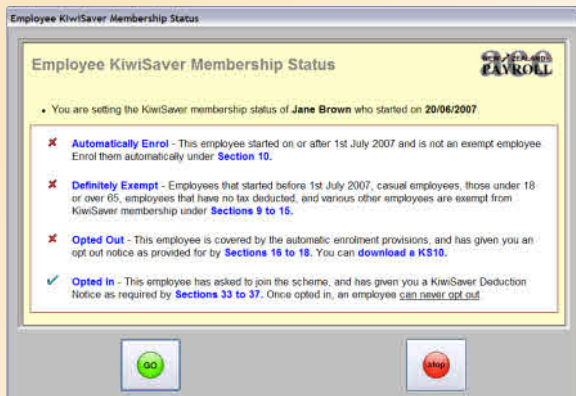 Employee KiwiSaver Membership Status
Employee KiwiSaver Membership Status
NEW ZEALAND
PAYROLL
• You are setting the KiwiSaver membership status of Jane Brown who started on 20/06/2007.
Automatically Enrol - This employee started on or after 1st July 2007 and is not an exempt employee
Enrol them automatically under Section 10.
Definitely Exempt - Employees that started before 1st July 2007, casual employees, those under 18
or over 65, employees that have no tax deducted, and various other employees are exempt from
KiwiSaver membership under Sections 9 to 15.
Opted Out - This employee is covered by the automatic enrolment provisions, and has given you an
opt out notice as provided for by Sections 16 to 18. You can download a KS10.
Opted In - This employee has asked to join the scheme, and has given you a KiwiSaver Deduction
Notice as required by Sections 33 to 37. Once opted in, an employee can never opt out
GO
stop